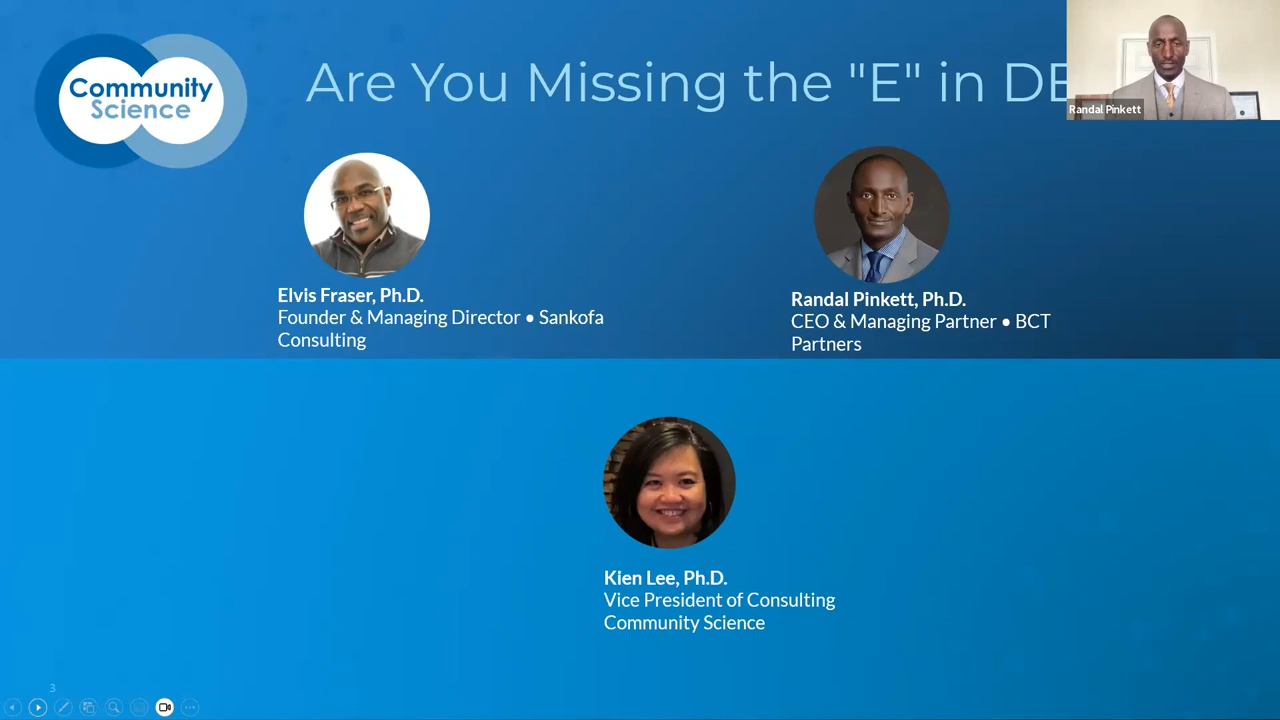 Community
Science
Are You Missing the "E" in DE
Randal Pinkett
Elvis Fraser, Ph.D.
Founder & Managing Director • Sankofa
Consulting
Randal Pinkett, Ph.D.
CEO & Managing Partner • BCT
Partners
Kien Lee, Ph.D.
Vice President of Consulting
Community Science
3